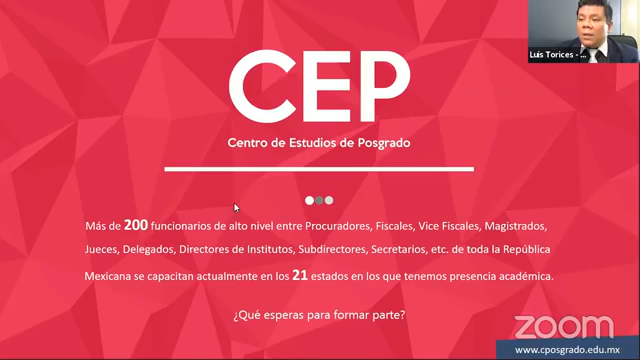 Luis Torices - ...
CEP
Centro de Estudios de Posgrado
Más de 200 funcionarios de alto nivel entre Procuradores, Fiscales, Vice Fiscales, Magistrados,
Jueces, Delegados, Directores de Institutos, Subdirectores, Secretarios, etc. de toda la República
Mexicana se capacitan actualmente en los 21 estados en los que tenemos presencia académica.
¿Qué esperas para formar parte?
zoom
www.cposgrado.edu.mx